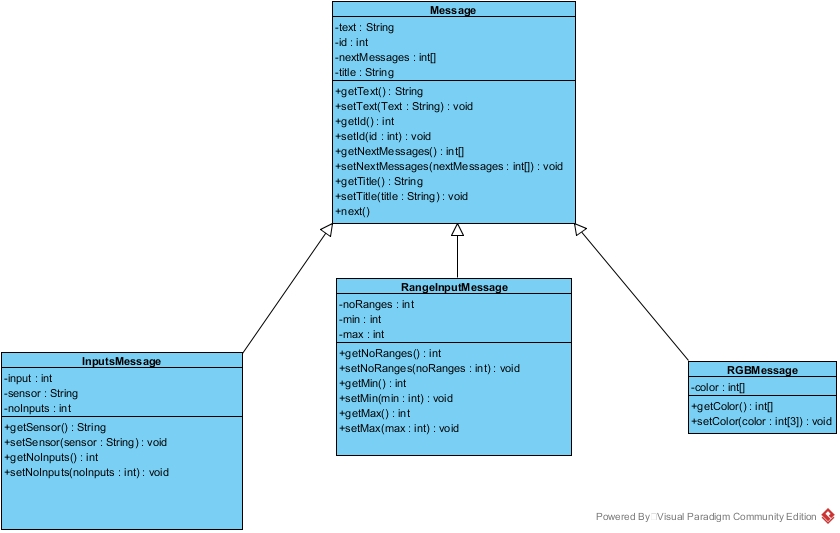 Message
-text : String
-id : int
-nextMessages : int[]
-title : String
+getText() : String
+setText(Text : String) : void
+getId() : int
+setId(id : int) : void
+getNextMessages() : int[]
+setNextMessages(nextMessages : int[]) : void
+getTitle() : String
+setTitle(title : String) : void
+next()
RangeInputMessage
-noRanges : int
-min : int
-max : int
+getNoRanges() : int
+setNoRanges(noRanges : int) : void
+getMin() : int
+setMin(min : int) : void
+getMax() : int
+setMax(max : int) : void
InputsMessage
-input : int
-sensor : String
-noInputs : int
+getSensor() : String
+setSensor(sensor : String) : void
+getNoInputs() : int
+setNoInputs(noInputs : int) : void
RGBMessage
-color : int[]
+getColor() : int[]
+setColor(color : int[3]) : void
Powered By Visual Paradigm Community Edition